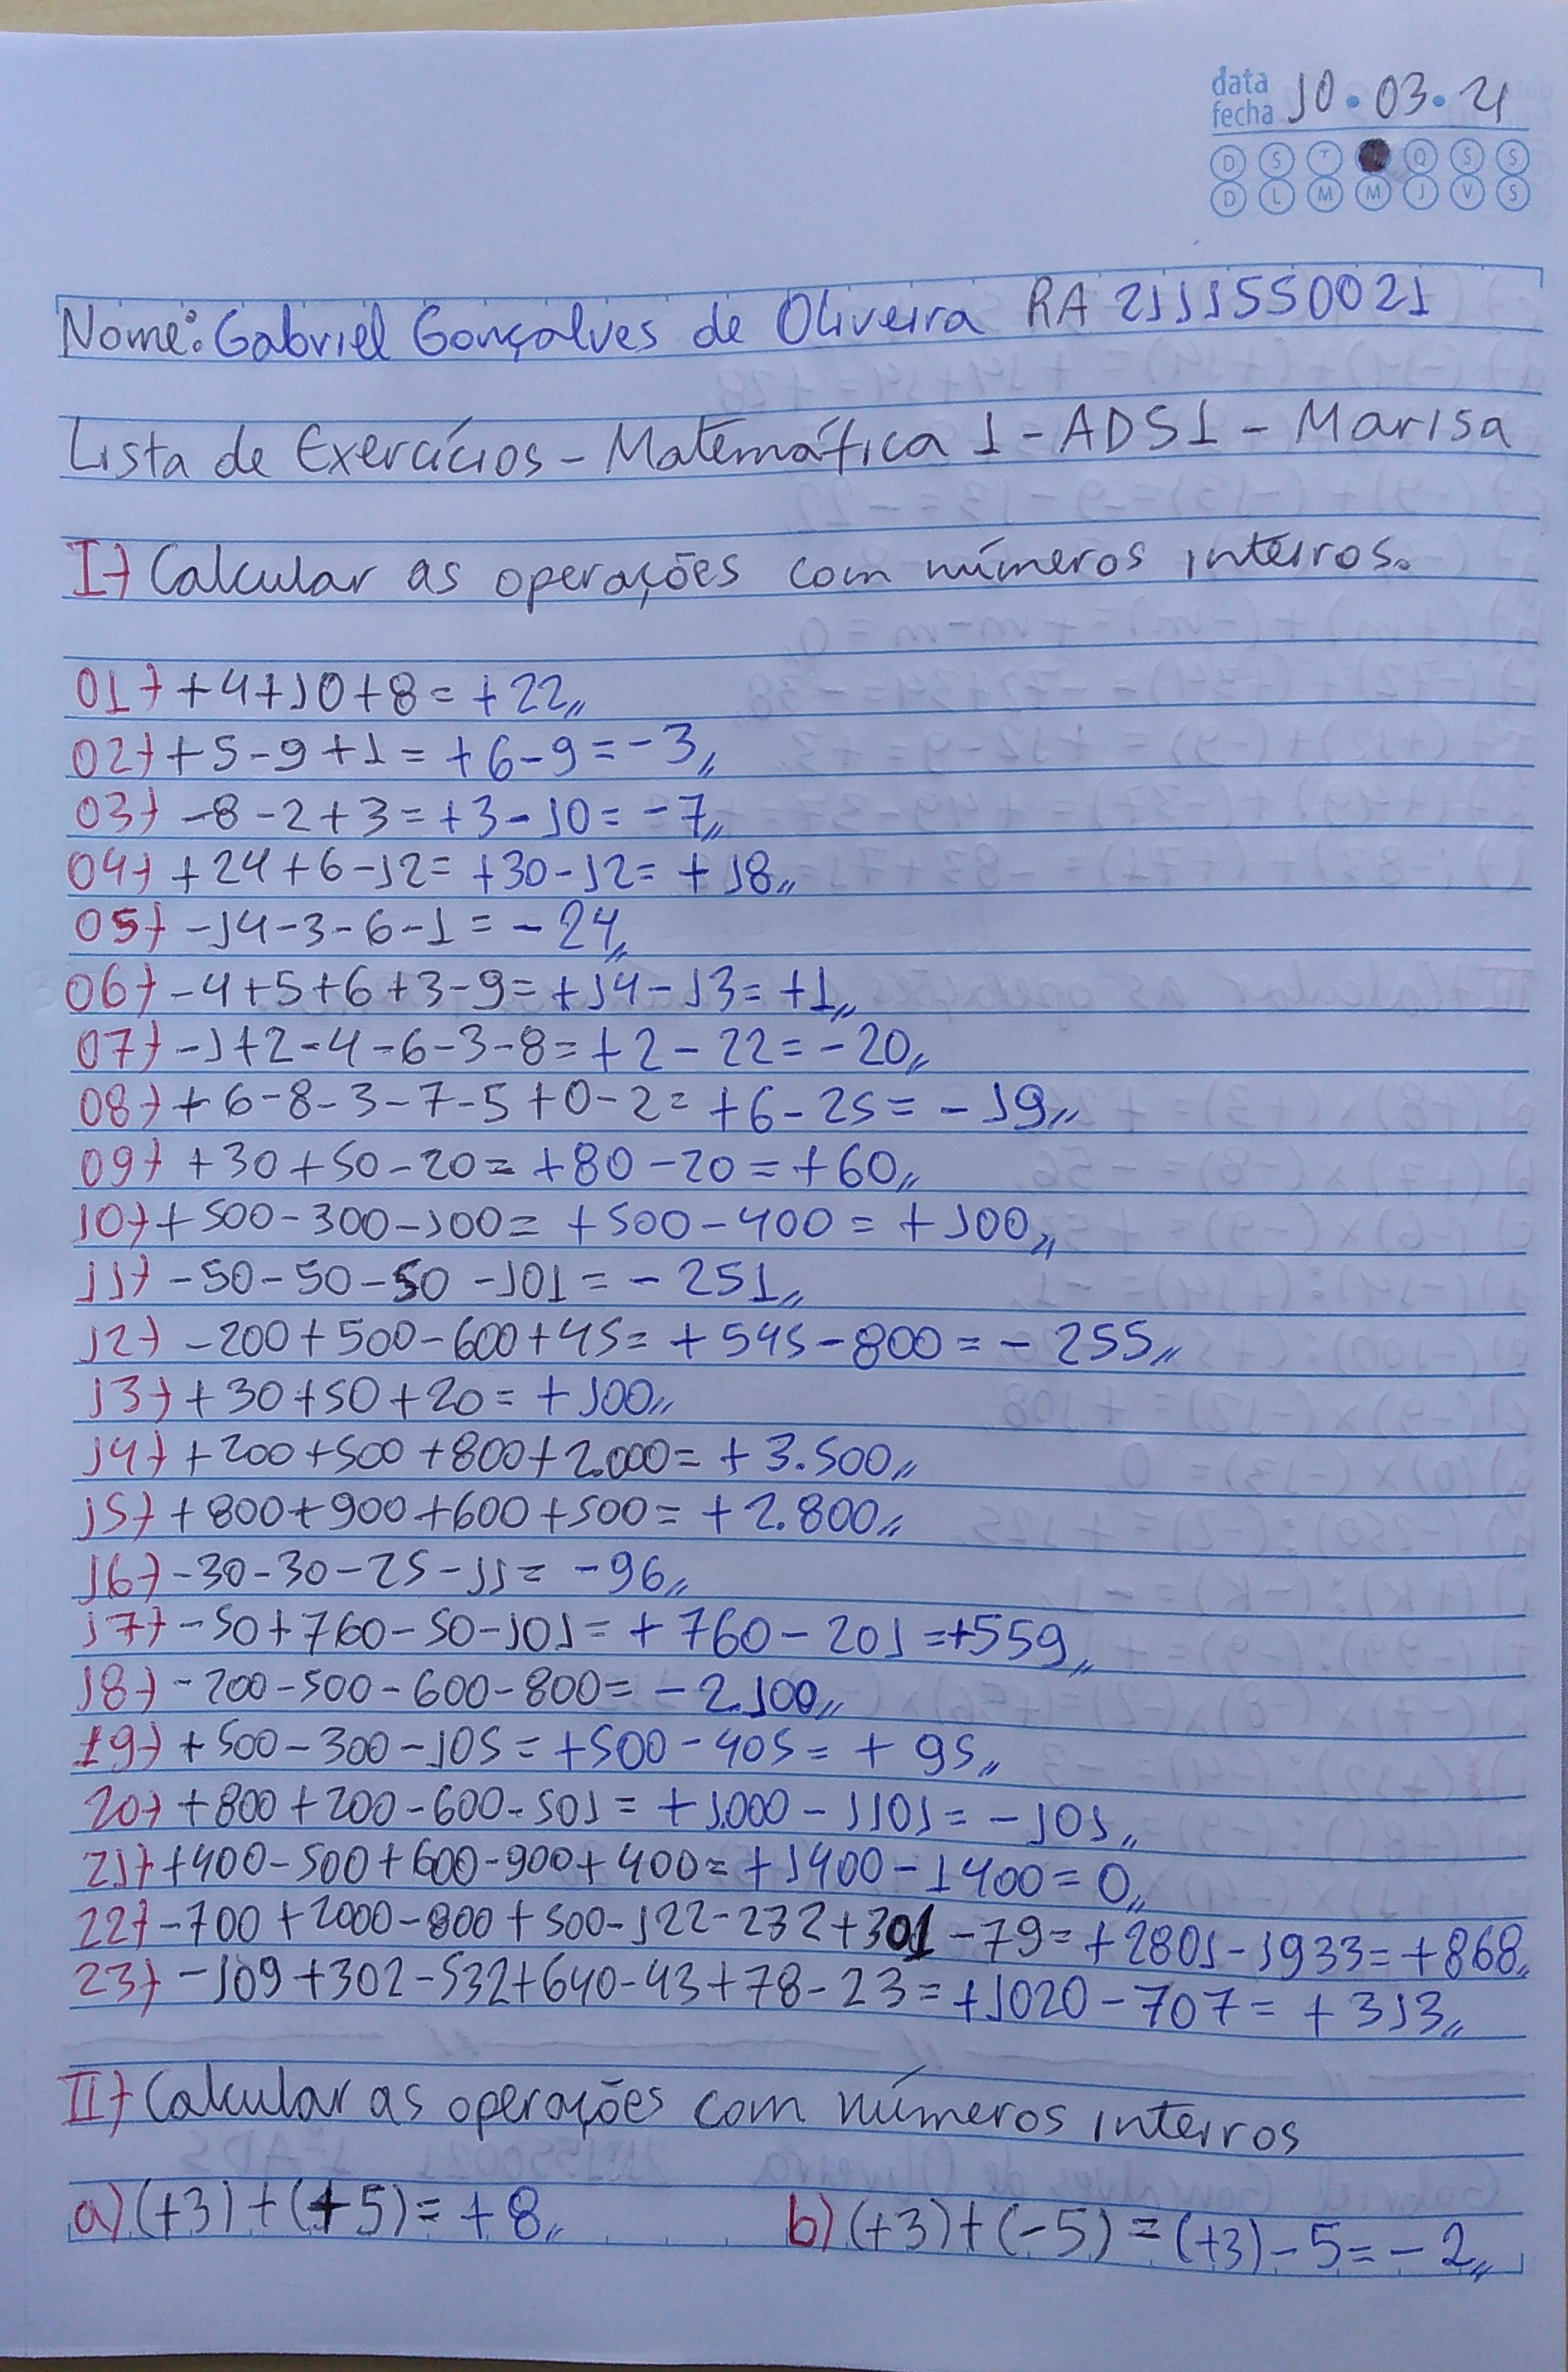 data
fecha 10.03.21
D S T Q S S
D L M M J V S
Nome: Gabriel Gonçalves de Oliveira RA 2111550021
Lista de Exercícios - Matemática 1 - ADS1 - Marisa
I) Calcular as operações com números inteiros.
01) +4+10+8= +22,,
02) +5-9+1= +6-9=-3,,
03) -8-2+3=+3-10=-7,,
04) +24+6-12= +30-12= +18,,
05) -14-3-6-1= -24,,
06) -4+5+6+3-9=+14-13=+1,,
07) -1+2-4-6-3-8=+2-22=-20,,
08) +6-8-3-7-5+0-2= +6-25= -19,,
09) +30+50-20= +80-20=+60,,
10) +500-300-100= +500-400= +100,,
11) -50-50-50-101= -251,,
12) -200+500-600+45= +545-800= -255,,
13) +30+50+20= +100,,
14) +200+500+800+2.000= +3.500,,
15) +800+900+600+500= +2.800,,
16) -30-30-25-11= -96,,
17) -50+760-50-101= +760-201=+559,,
18) -200-500-600-800= -2.100,,
19) +500-300-105= +500-405= +95,,
20) +800+200-600-501= +1.000-1101= -101,,
21) +400-500+600-900+400= +1400-1400=0,,
22) -700+2000-800+500-122-232+301-79=+2801-1933=+868,,
23) -109+302-532+640-43+78-23=+1020-707= +313,,
II) Calcular as operações com números inteiros
a) (+3)+(+5)= +8,, b) (+3)+(-5)=(+3)-5=-2,,